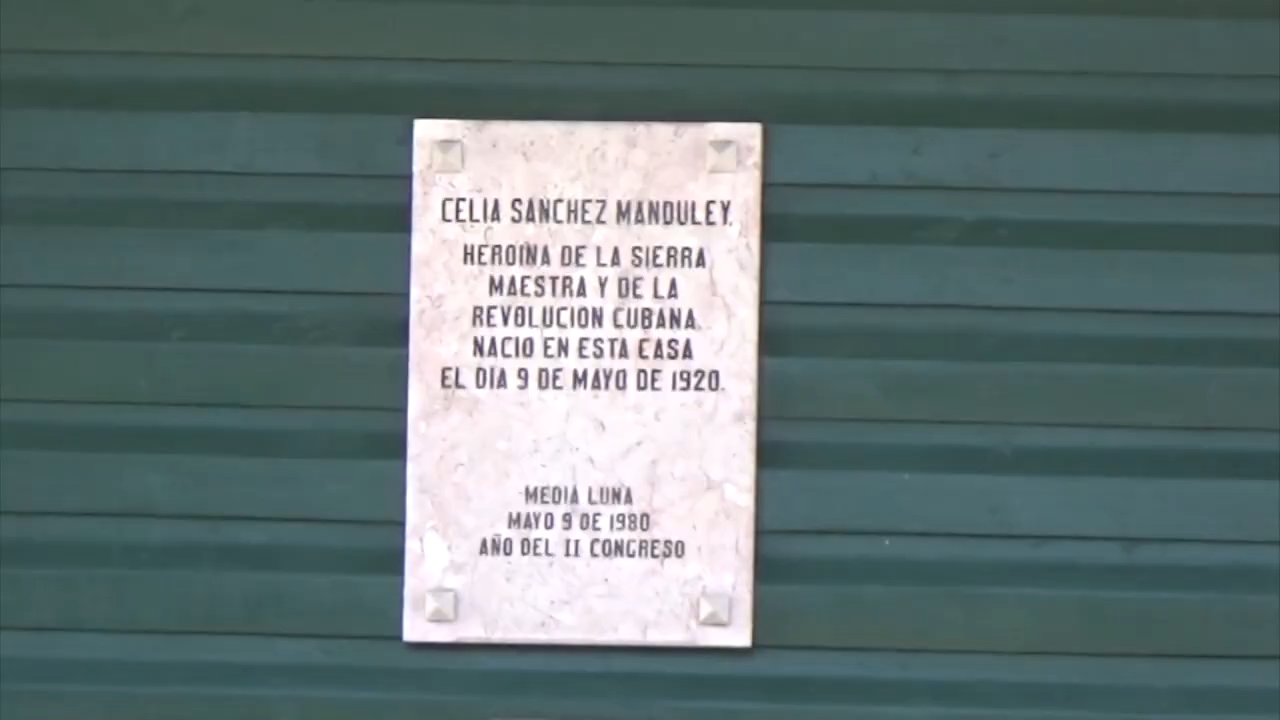 CELIA SANCHEZ MANDULEY.
HEROINA DE LA SIERRA
MAESTRA Y DE LA
REVOLUCION CUBANA.
NACIO EN ESTA CASA
EL DIA 9 DE MAYO DE 1920.
MEDIA LUNA
MAYO 9 DE 1980
AÑO DEL II CONGRESO